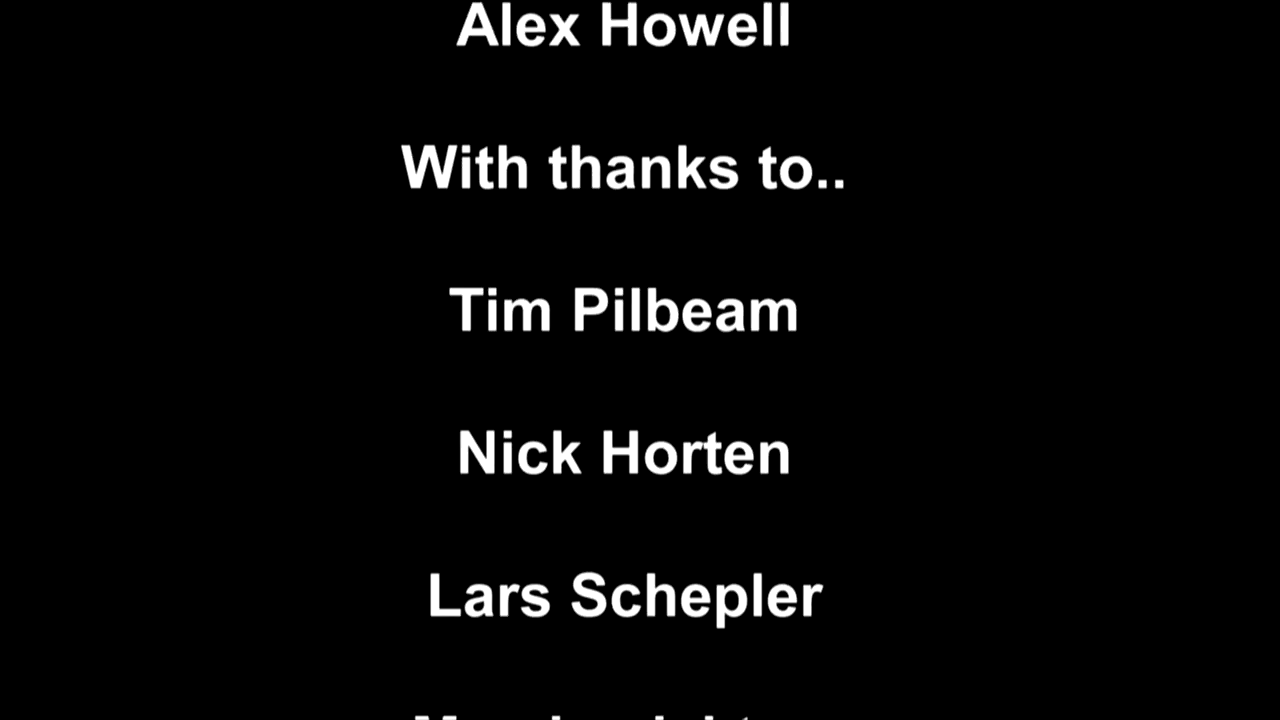 Alex Howell
With thanks to..
Tim Pilbeam
Nick Horten
Lars Schepler